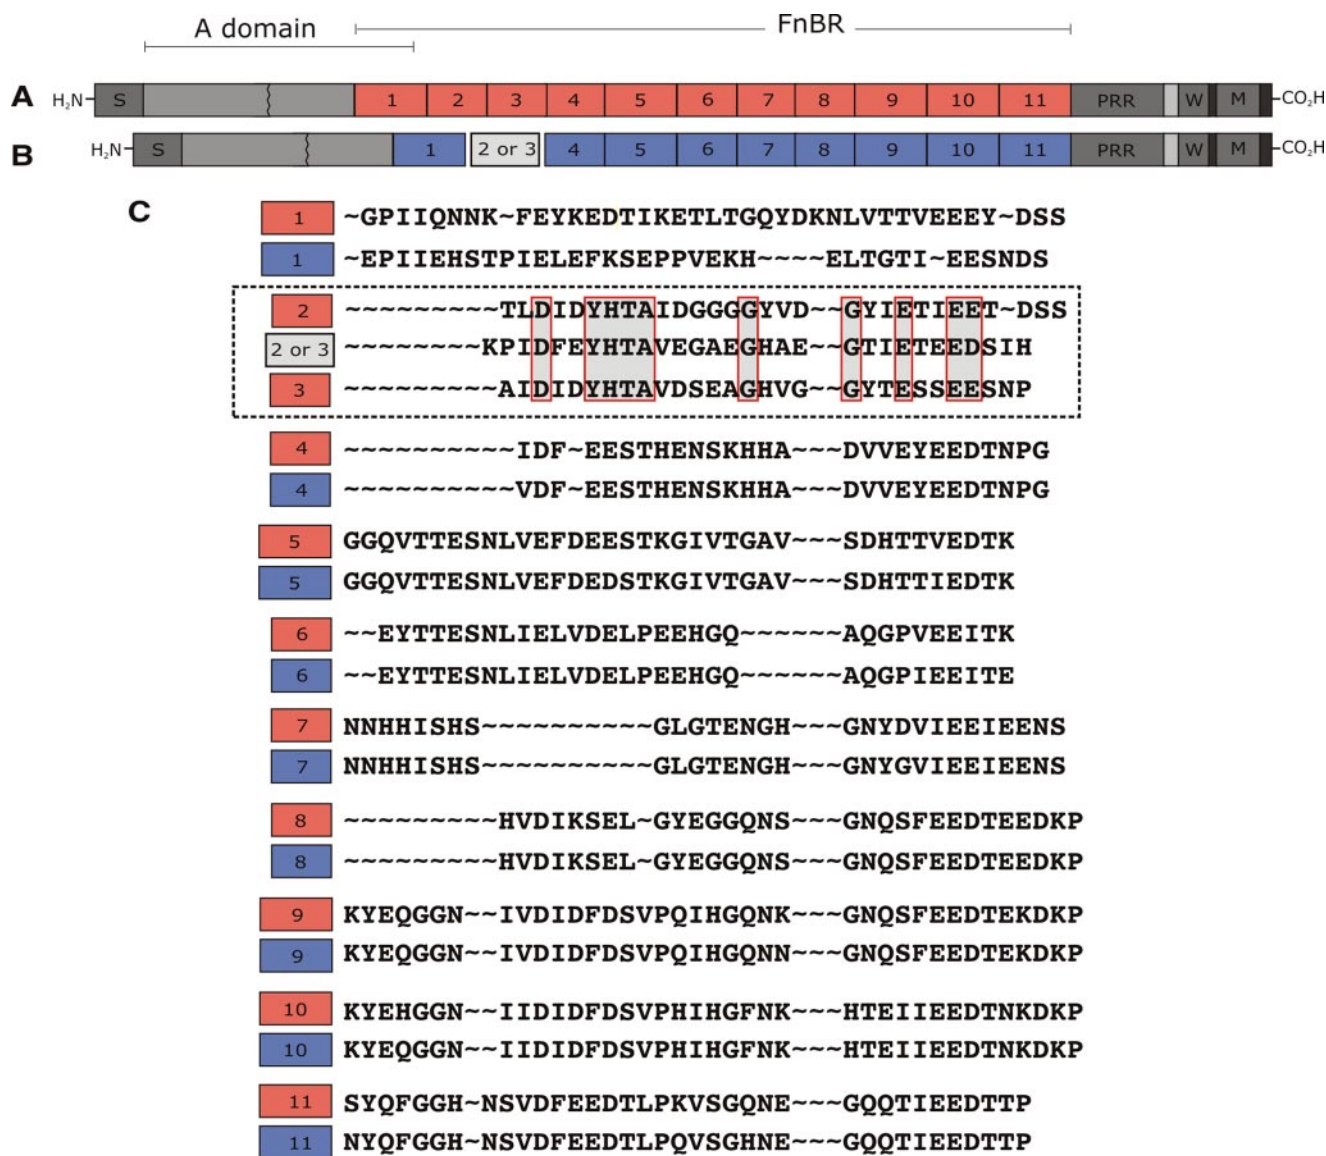 A domain FnBR
A H₂N S 1 2 3 4 5 6 7 8 9 10 11 PRR W M CO₂H
B H₂N S 1 2 or 3 4 5 6 7 8 9 10 11 PRR W M CO₂H
C
1 ~GPIIQNNK~FEYKEDTIKETLTGQYDKNLVTTVEEEY~DSS
1 ~EPIIEHSTPIELEFKSEPPVEKH~~~~ELTGTI~EESNDS
2 ~~~~~~~~~TLDIDYHTAIDGGGGYVD~~GYIETIEET~DSS
2 or 3 ~~~~~~~~KPIDFEYHTAVEGAEGHAE~~GTIETEEDSIH
3 ~~~~~~~~~AIDIDYHTAVDSEAGHVG~~GYTESSEESNP
4 ~~~~~~~~~~IDF~EESTHENSKHHA~~~DVVEYEEDTNPG
4 ~~~~~~~~~~VDF~EESTHENSKHHA~~~DVVEYEEDTNPG
5 GGQVTTESNLVEFDEESTKGIVTGAV~~~SDHTTVEDTK
5 GGQVTTESNLVEFDEDSTKGIVTGAV~~~SDHTTIEDTK
6 ~~EYTTESNLIELVDELPEEHGQ~~~~~~AQGPVEEITK
6 ~~EYTTESNLIELVDELPEEHGQ~~~~~~AQGPIEEITE
7 NNHHISHS~~~~~~~~~~GLGTENGH~~~GNYDVIEEIEENS
7 NNHHISHS~~~~~~~~~~GLGTENGH~~~GNYGVIEEIEENS
8 ~~~~~~~~~HVDIKSEL~GYEGGQNS~~~GNQSFEEDTEEDKP
8 ~~~~~~~~~HVDIKSEL~GYEGGQNS~~~GNQSFEEDTEEDKP
9 KYEQGGN~~IVDIDFDSVPQIHGQNK~~~GNQSFEEDTEKDKP
9 KYEQGGN~~IVDIDFDSVPQIHGQNN~~~GNQSFEEDTEKDKP
10 KYEHGGN~~IIDIDFDSVPHIHGFNK~~~HTEIIEEDTNKDKP
10 KYEQGGN~~IIDIDFDSVPHIHGFNK~~~HTEIIEEDTNKDKP
11 SYQFGGH~NSVDFEEDTLPKVSGQNE~~~GQQTIEEDTTP
11 NYQFGGH~NSVDFEEDTLPQVSGHNE~~~GQQTIEEDTTP